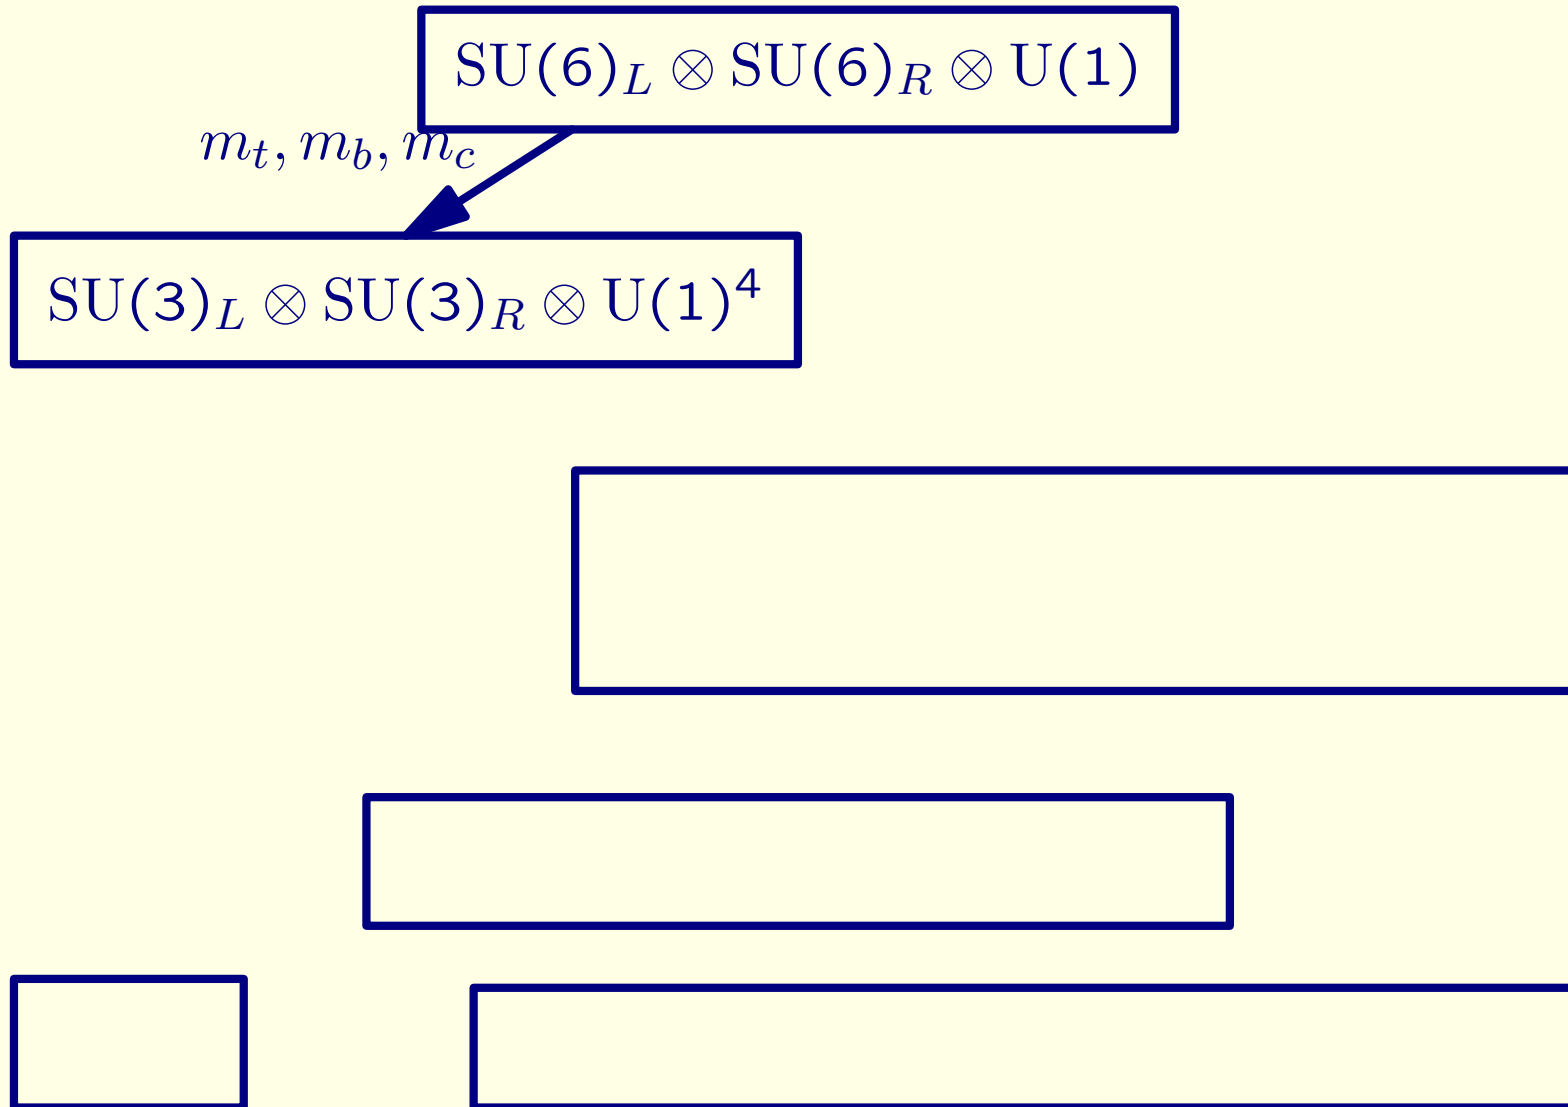 SU(6)_L ⊗ SU(6)_R ⊗ U(1)
m_t, m_b, m_c
SU(3)_L ⊗ SU(3)_R ⊗ U(1)^4